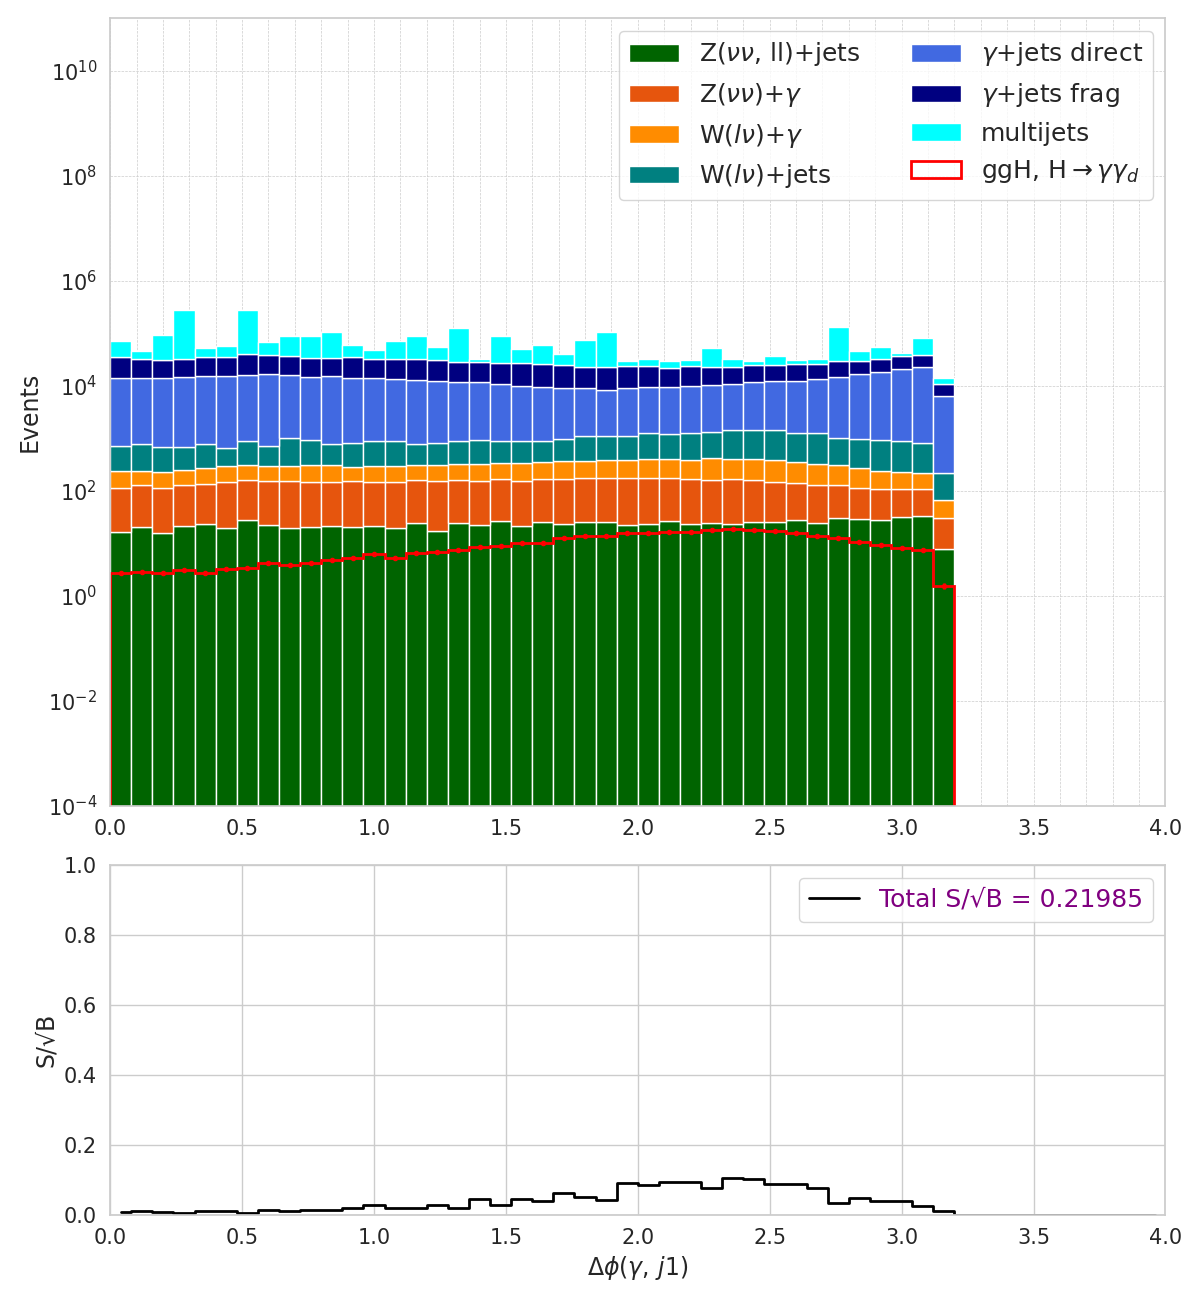 Z(νν, ll)+jets
Z(νν)+γ
W(lν)+γ
W(lν)+jets
γ+jets direct
γ+jets frag
multijets
ggH, H→γγ_d
Events
10^10
10^8
10^6
10^4
10^2
10^0
10^−2
10^−4
0.0 0.5 1.0 1.5 2.0 2.5 3.0 3.5 4.0
Total S/√B = 0.21985
S/√B
1.0
0.8
0.6
0.4
0.2
0.0
0.0 0.5 1.0 1.5 2.0 2.5 3.0 3.5 4.0
Δϕ(γ, j1)